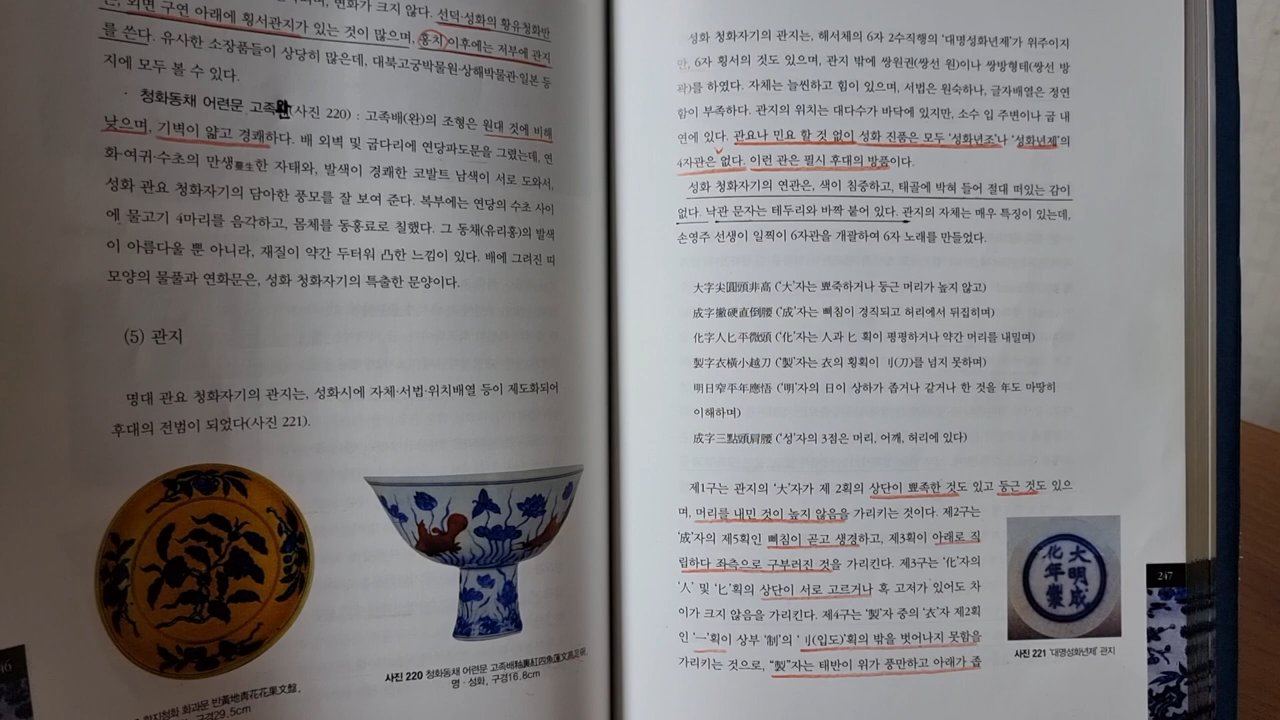 외면 구연 아래에 횡서관지가 있는 것이 많으며, 홍치 이후에는 저부에 관지
를 쓴다. 유사한 소장품들이 상당히 많은데, 대북고궁박물원·상해박물관·일본 등
지에 모두 볼 수 있다.
· 청화동채 어련문 고족완(사진 220) : 고족배(완)의 조형은 원대 것에 비해
낮으며, 기벽이 얇고 경쾌하다. 배 외벽 및 굽다리에 연당파도문을 그렸는데, 연
화·여귀·수초의 만생蔓生한 자태와, 발색이 경쾌한 코발트 남색이 서로 도와서,
성화 관요 청화자기의 담아한 풍모를 잘 보여 준다. 복부에는 연당의 수초 사이
에 물고기 4마리를 음각하고, 몸체를 동홍료로 칠했다. 그 동채(유리홍)의 발색
이 아름다울 뿐 아니라, 재질이 약간 두터워 凸한 느낌이 있다. 배에 그려진 띠
모양의 물풀과 연화문은, 성화 청화자기의 특출한 문양이다.
(5) 관지
명대 관요 청화자기의 관지는, 성화시에 자체·서법·위치배열 등이 제도화되어
후대의 전범이 되었다(사진 221).
화과문 반黃地靑花花果文盤,
구경29.5cm
사진 220 청화동채 어련문 고족배釉裏紅四魚蓮文高足碗,
명·성화, 구경16.8cm
46
성화 청화자기의 관지는, 해서체의 6자 2수직행의 '대명성화년제'가 위주이지
만, 6자 횡서의 것도 있으며, 관지 밖에 쌍원권(쌍선 원)이나 쌍방형테(쌍선 방
곽)를 하였다. 자체는 늘씬하고 힘이 있으며, 서법은 원숙하나, 글자배열은 정연
함이 부족하다. 관지의 위치는 대다수가 바닥에 있지만, 소수 입 주변이나 굽 내
연에 있다. 관요나 민요 할 것 없이 성화 진품은 모두 '성화년조'나 '성화년제'의
4자관은 없다. 이런 관은 필시 후대의 방품이다.
성화 청화자기의 연관은, 색이 침중하고, 태골에 박혀 들어 절대 떠있는 감이
없다. 낙관 문자는 테두리와 바짝 붙어 있다. 관지의 자체는 매우 특징이 있는데,
손영주 선생이 일찍이 6자관을 개괄하여 6자 노래를 만들었다.
大字尖圓頭非高 ('大'자는 뾰죽하거나 둥근 머리가 높지 않고)
成字撇硬直倒腰 ('成'자는 삐침이 경직되고 허리에서 뒤집히며)
化字人匕平微頭 ('化'자는 人과 匕 획이 평평하거나 약간 머리를 내밀며)
製字衣橫少越刀 ('製'자는 衣의 횡획이 刂(刀)를 넘지 못하며)
明日窄平年應悟 ('明'자의 日이 상하가 좁거나 같거나 한 것을 年도 마땅히
이해하며)
成字三點頭肩腰 ('성'자의 3점은 머리, 어깨, 허리에 있다)
제1구는 관지의 '大'자가 제 2획의 상단이 뾰족한 것도 있고 둥근 것도 있으
며, 머리를 내민 것이 높지 않음을 가리키는 것이다. 제2구는
'成'자의 제5획인 삐침이 곧고 생경하고, 제3획이 아래로 직
립하다 좌측으로 구부러진 것을 가리킨다. 제3구는 '化'자의
'人' 및 '匕'획의 상단이 서로 고르거나 혹 고저가 있어도 차
이가 크지 않음을 가리킨다. 제4구는 '製'자 중의 '衣'자 제2획
인 '一'획이 상부 '制'의 '刂(입도)'획의 밖을 벗어나지 못함을
가리키는 것으로, "製"자는 태반이 위가 풍만하고 아래가 좁
大明成
化年製
사진 221 '대명성화년제' 관지
247